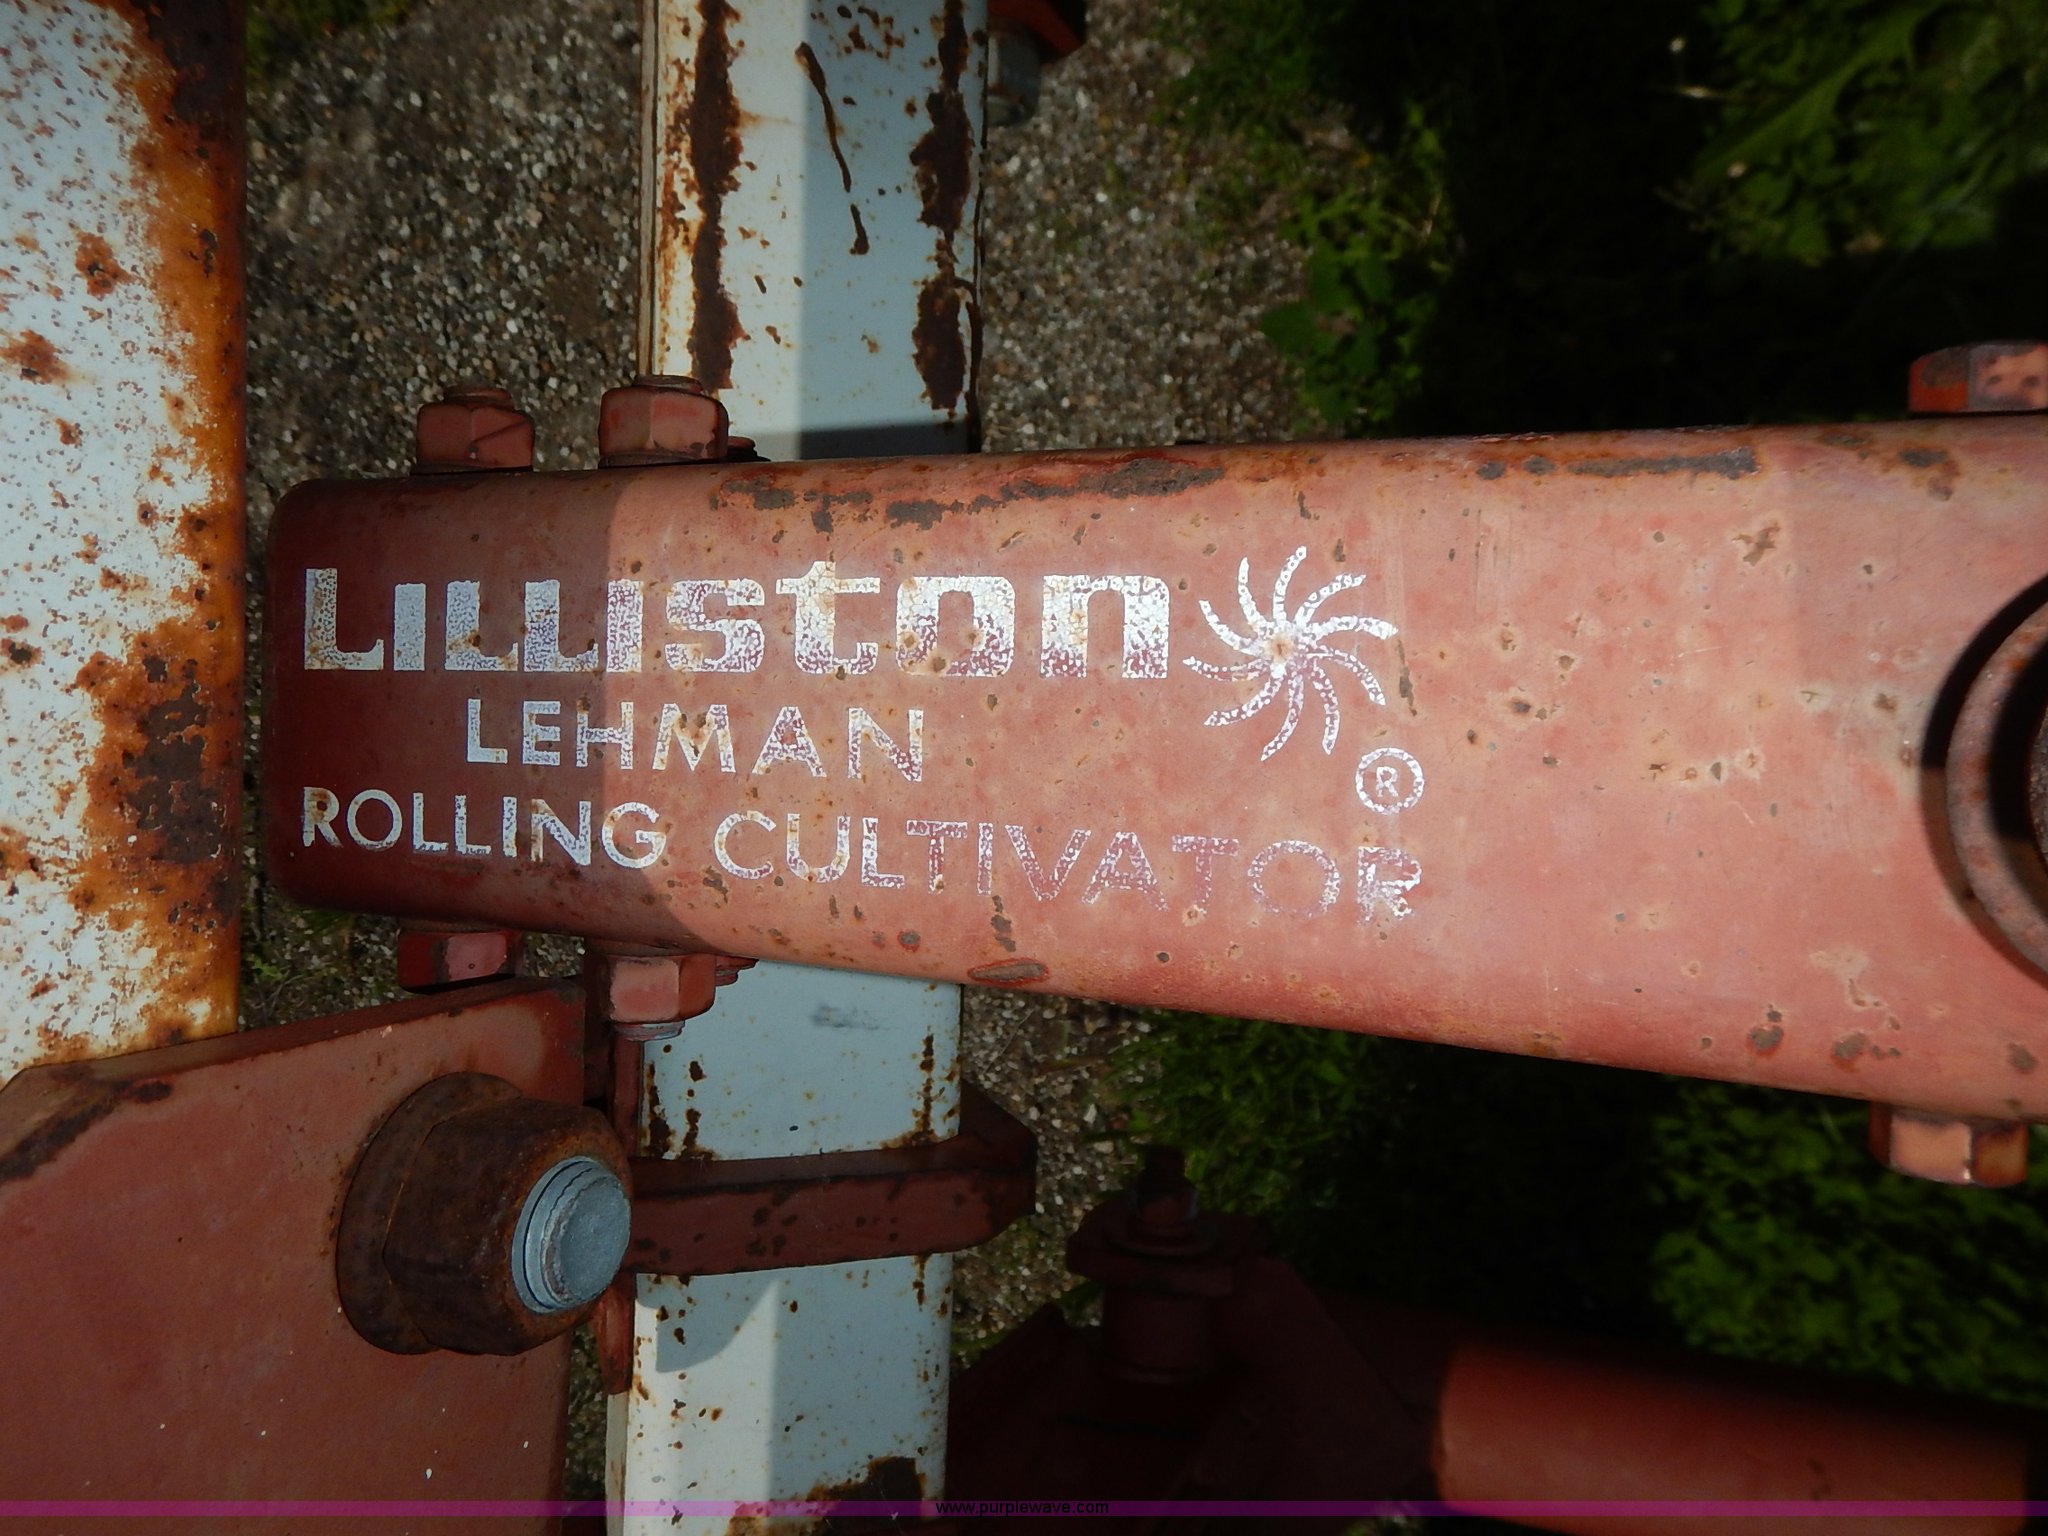 LILLISTON
LEHMAN
®
ROLLING CULTIVATOR
www.purplewave.com